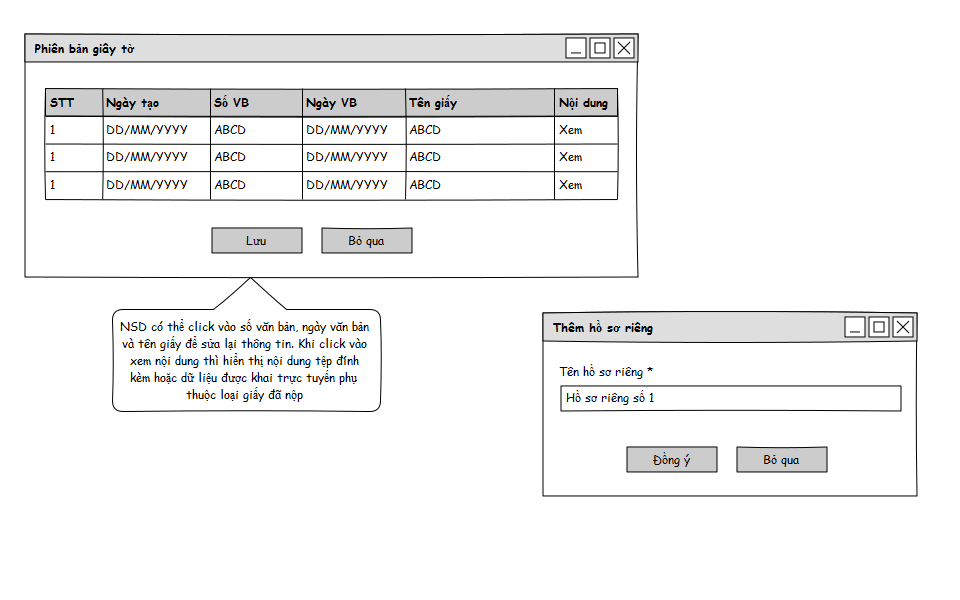 Phiên bản giấy tờ
STT Ngày tạo Số VB Ngày VB Tên giấy Nội dung
1 DD/MM/YYYY ABCD DD/MM/YYYY ABCD Xem
1 DD/MM/YYYY ABCD DD/MM/YYYY ABCD Xem
1 DD/MM/YYYY ABCD DD/MM/YYYY ABCD Xem
Lưu Bỏ qua
NSD có thể click vào số văn bản, ngày văn bản
và tên giấy để sửa lại thông tin. Khi click vào
xem nội dung thì hiển thị nội dung tệp đính
kèm hoặc dữ liệu được khai trực tuyến phụ
thuộc loại giấy đã nộp
Thêm hồ sơ riêng
Tên hồ sơ riêng *
Hồ sơ riêng số 1
Đồng ý Bỏ qua